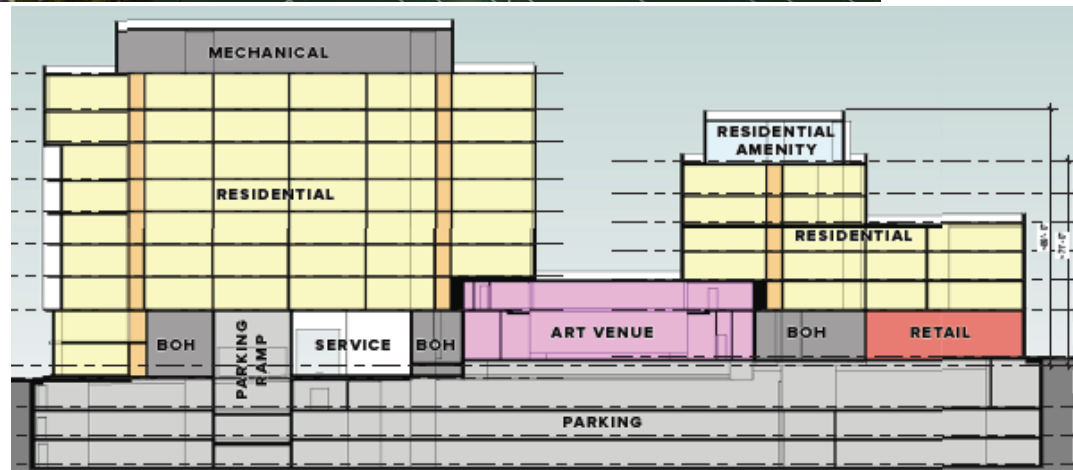 MECHANICAL
RESIDENTIAL
AMENITY
RESIDENTIAL
RESIDENTIAL
BOH
PARKING
RAMP
SERVICE
BOH
ART VENUE
BOH
RETAIL
PARKING